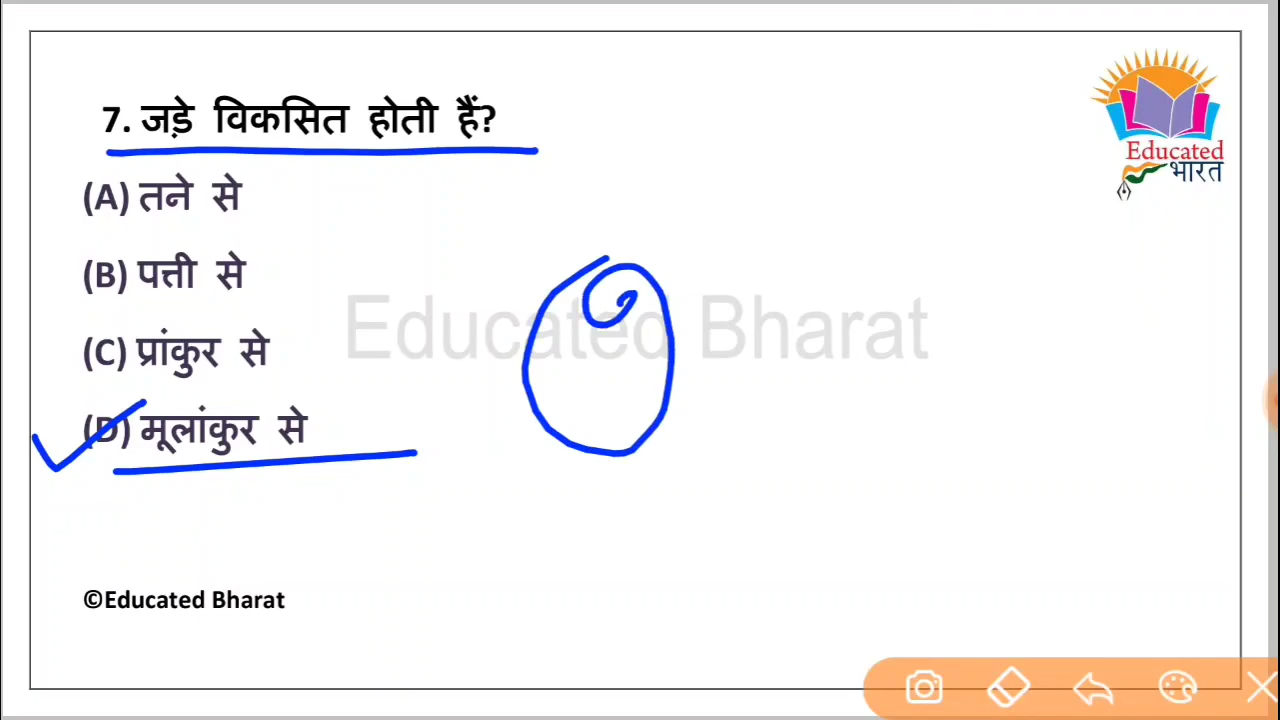 7. जड़े विकसित होती हैं?
Educated
भारत
(A) तने से
(B) पत्ती से
Educated Bharat
(C) प्रांकुर से
(D) मूलांकुर से
©Educated Bharat